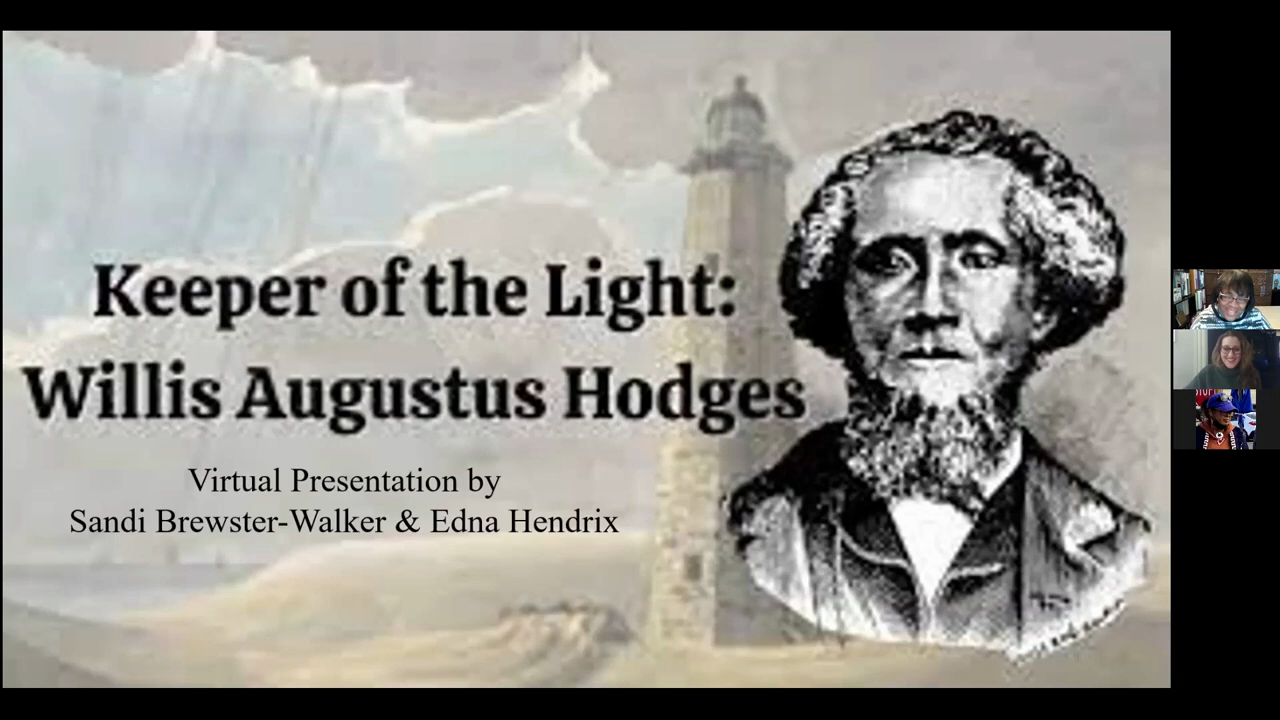 Keeper of the Light:
Willis Augustus Hodges
Virtual Presentation by
Sandi Brewster-Walker & Edna Hendrix